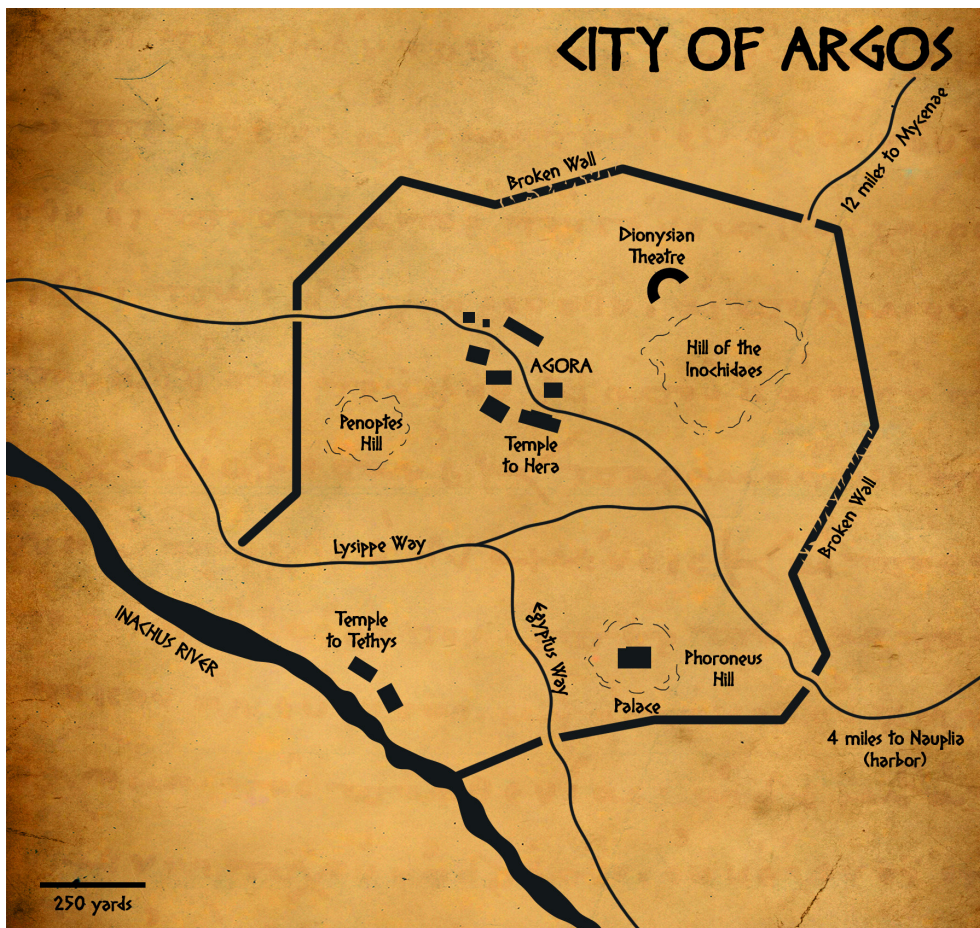 CITY OF ARGOS
12 miles to Mycenae
Broken Wall
Dionysian
Theatre
Hill of the
Inochidaes
AGORA
Penoptes
Hill
Temple
to Hera
Broken Wall
Lysippe Way
Temple
to Tethys
INACHUS RIVER
Egyptus Way
Phoroneus
Hill
Palace
4 miles to Nauplia
(harbor)
250 yards